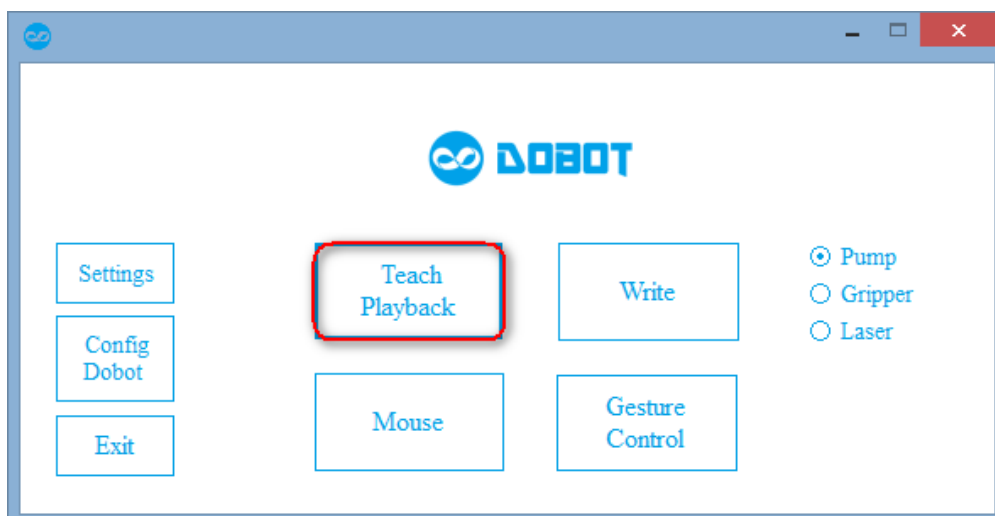 DOBOT
Settings
Config
Dobot
Exit
Teach
Playback
Write
Mouse
Gesture
Control
Pump
Gripper
Laser